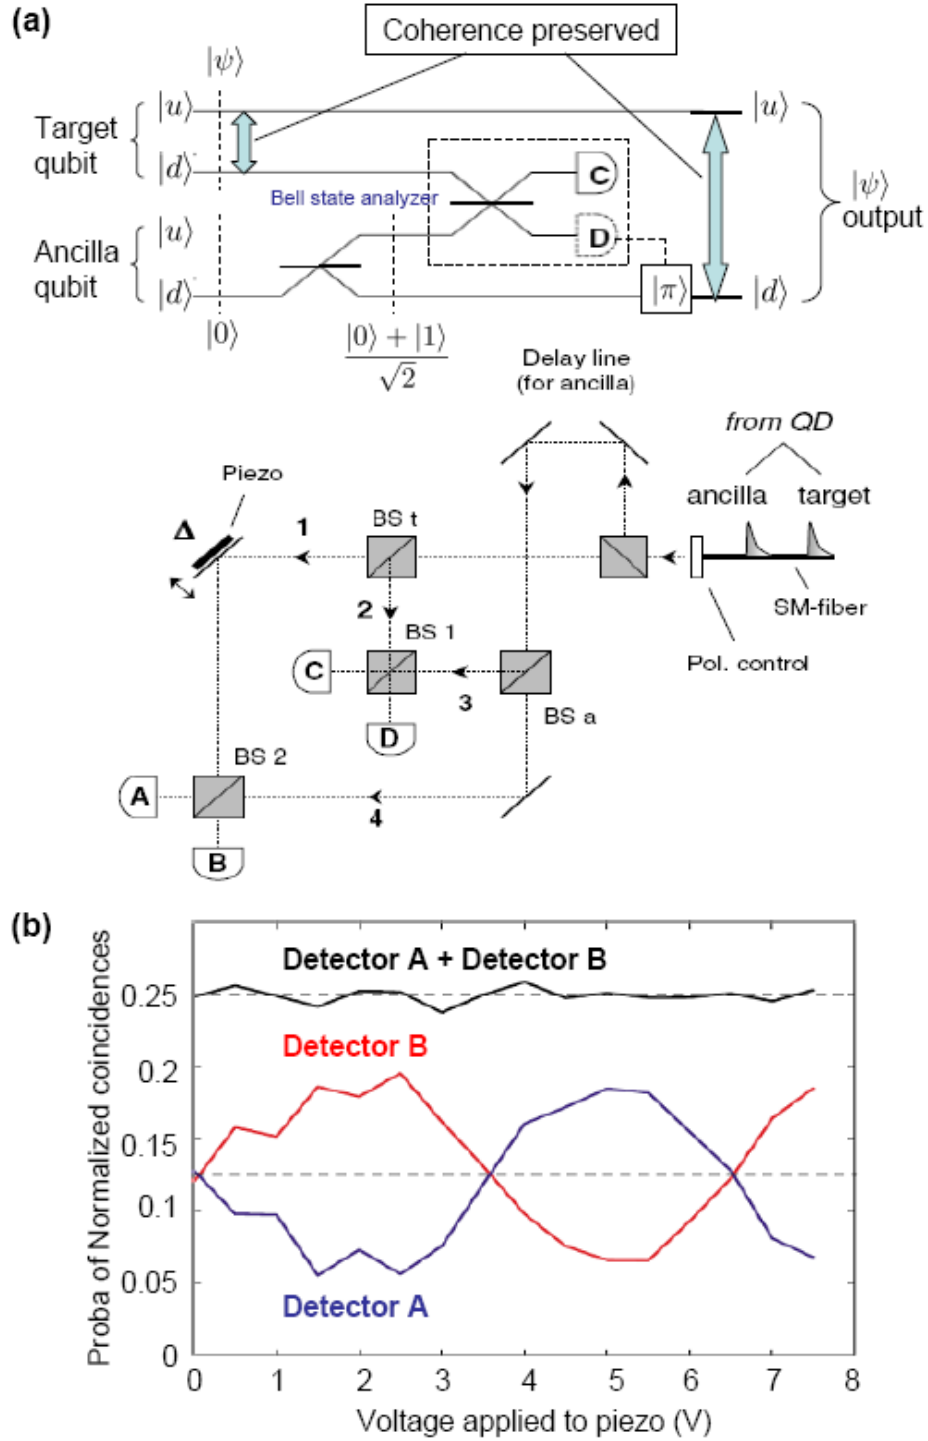 (a)
Coherence preserved
|ψ⟩
Target
qubit
|u⟩
|d⟩
|u⟩
|d⟩
Bell state analyzer
C
D
|ψ⟩
output
Ancilla
qubit
|u⟩
|d⟩
|π⟩
|0⟩
|0⟩ + |1⟩
√2
Delay line
(for ancilla)
from QD
ancilla target
Piezo
Δ
1
BS t
SM-fiber
2
BS 1
Pol. control
C
3
BS a
D
BS 2
A
4
B
(b)
Proba of Normalized coincidences
Detector A + Detector B
0.25
Detector B
0.2
0.15
0.1
0.05
Detector A
0
0 1 2 3 4 5 6 7 8
Voltage applied to piezo (V)